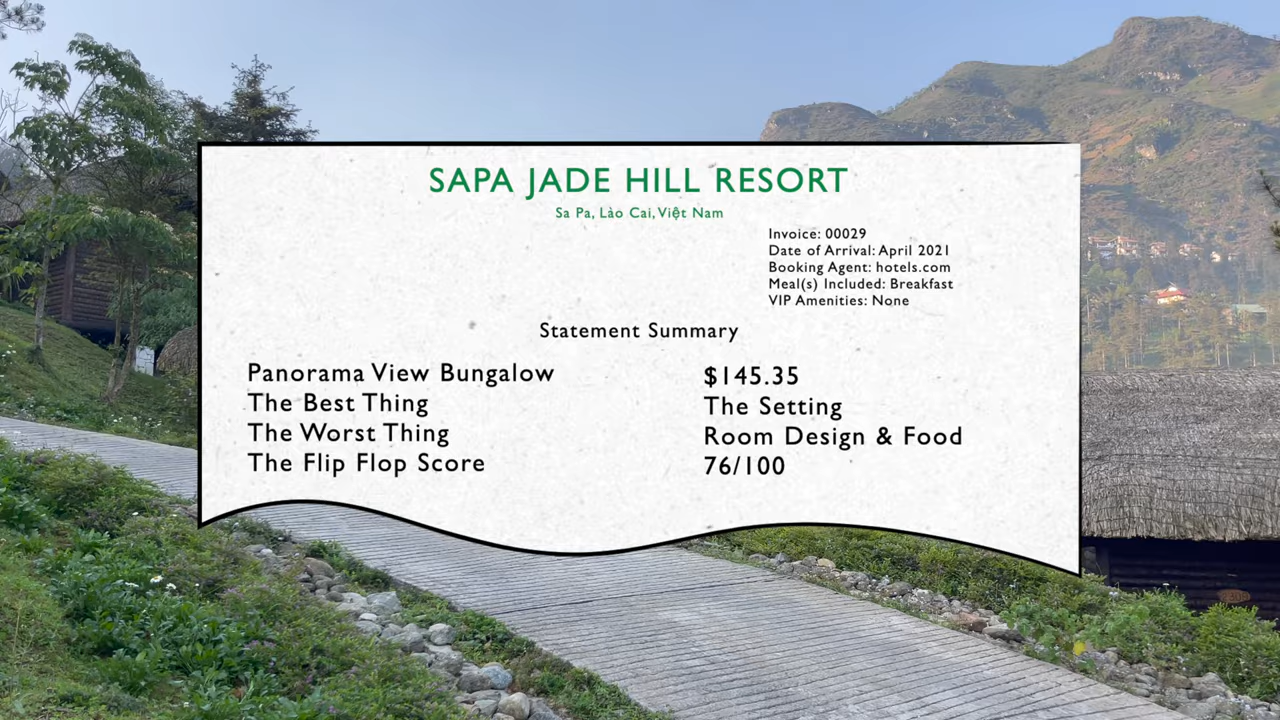 SAPA JADE HILL RESORT
Sa Pa, Lào Cai, Việt Nam
Invoice: 00029
Date of Arrival: April 2021
Booking Agent: hotels.com
Meal(s) Included: Breakfast
VIP Amenities: None
Statement Summary
Panorama View Bungalow $145.35
The Best Thing The Setting
The Worst Thing Room Design & Food
The Flip Flop Score 76/100